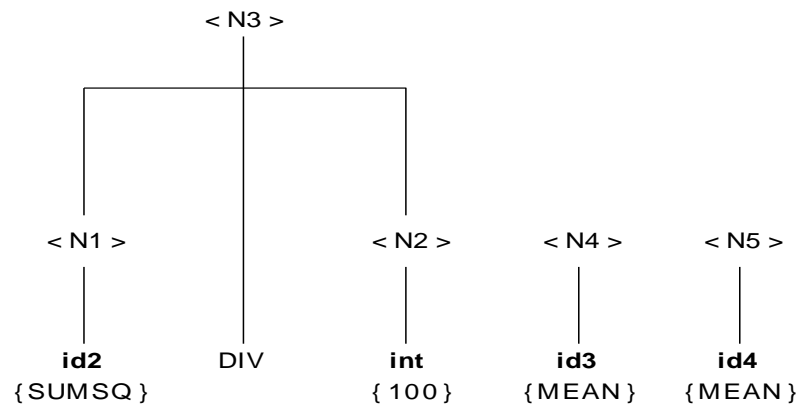 < N3 >
< N1 > < N2 > < N4 > < N5 >
id2 DIV int id3 id4
{SUMSQ} {100} {MEAN} {MEAN}